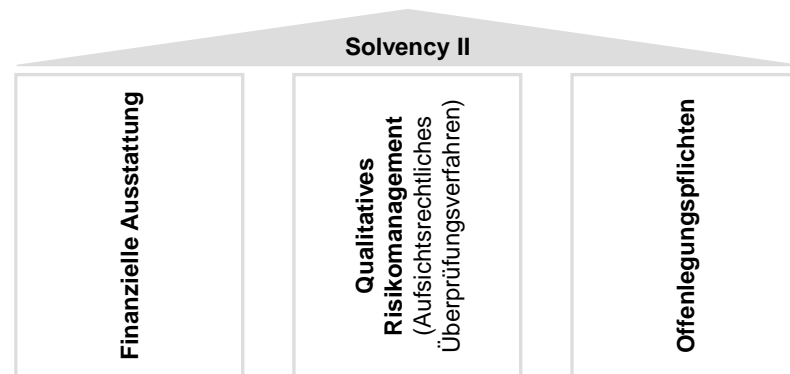 Solvency II
Finanzielle Ausstattung
Qualitatives
Risikomanagement
(Aufsichtsrechtliches
Überprüfungsverfahren)
Offenlegungspflichten